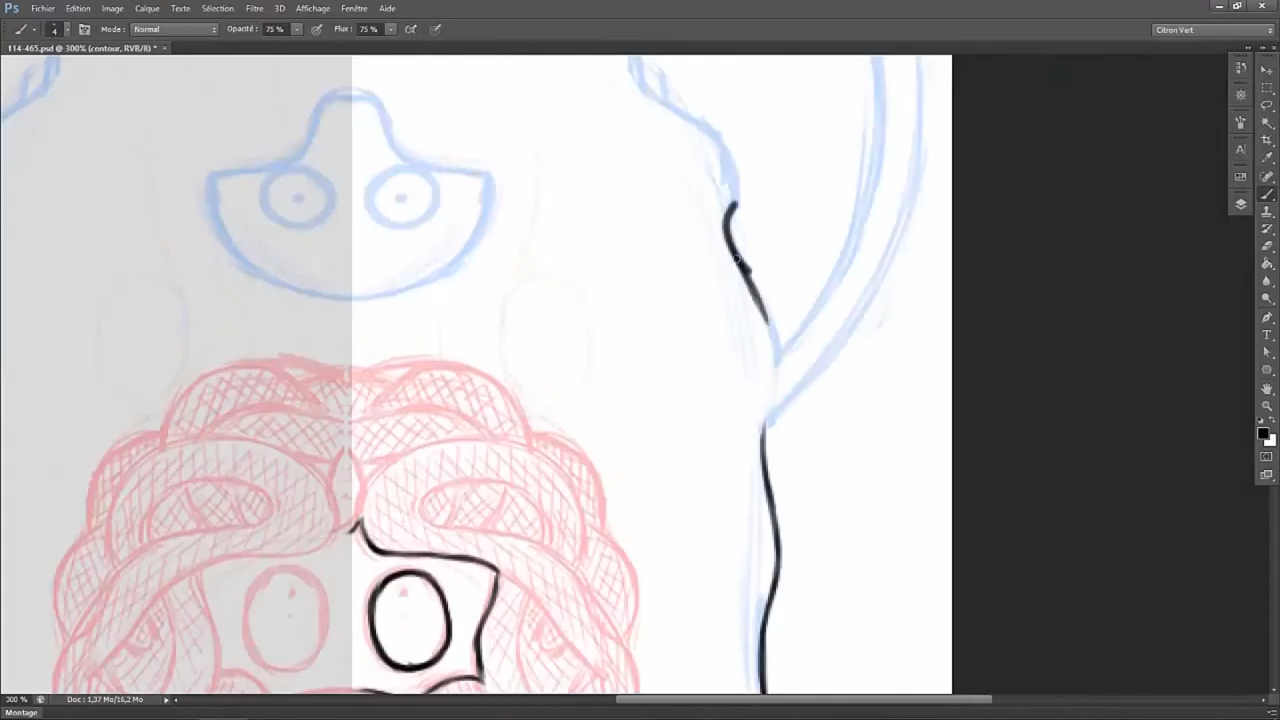 Ps Fichier Edition Image Calque Texte Sélection Filtre 3D Affichage Fenêtre Aide
4 Mode : Normal Opacité : 75 % Flux : 75 % Citron Vert
114-465.psd @ 300% (contour, RVB/8) * ×
300 % Doc : 1,37 Mo/16,2 Mo
Montage